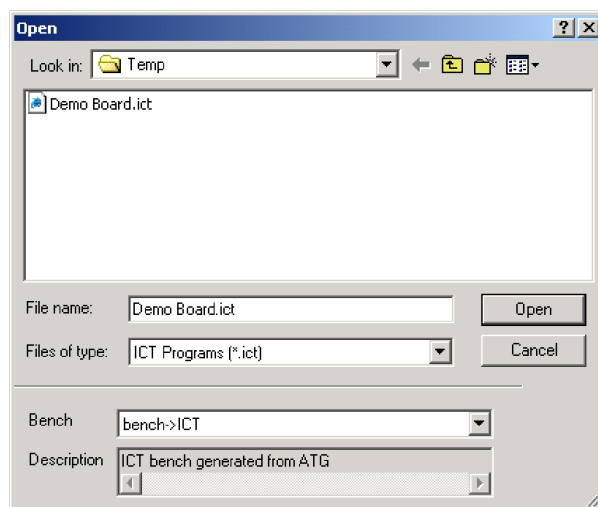 Open
Look in: Temp
Demo Board.ict
File name: Demo Board.ict Open
Files of type: ICT Programs (*.ict) Cancel
Bench bench->ICT
Description ICT bench generated from ATG